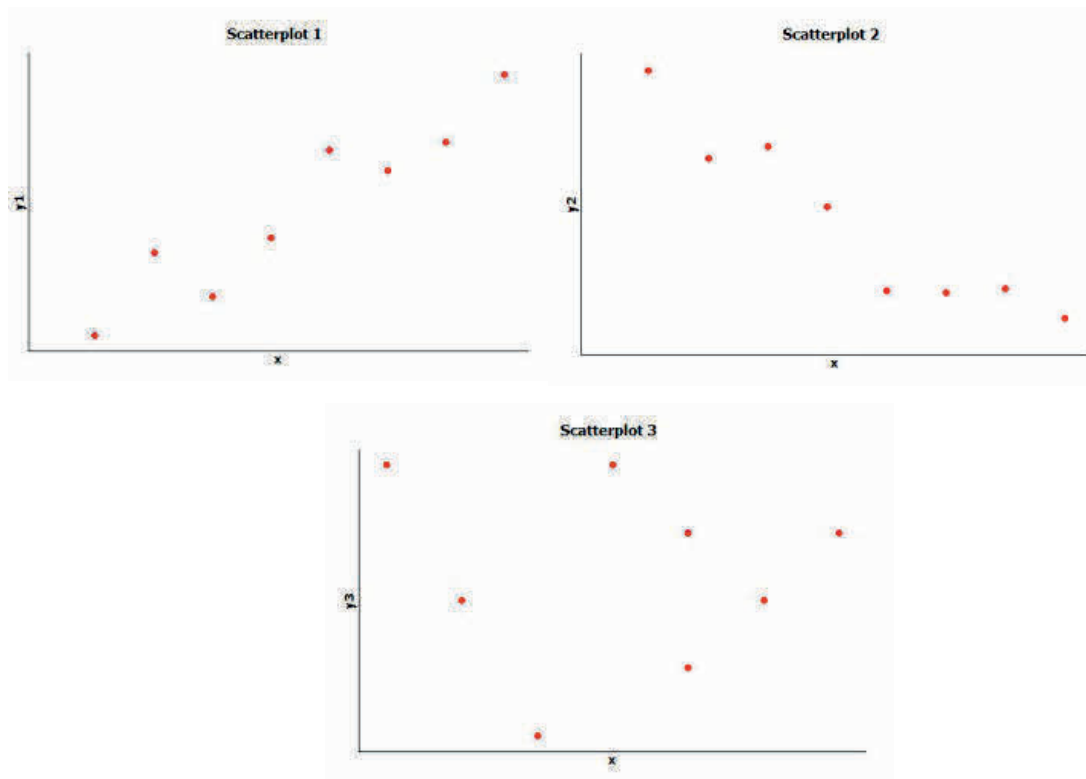 Scatterplot 1
y1
x
Scatterplot 2
y2
x
Scatterplot 3
y3
x